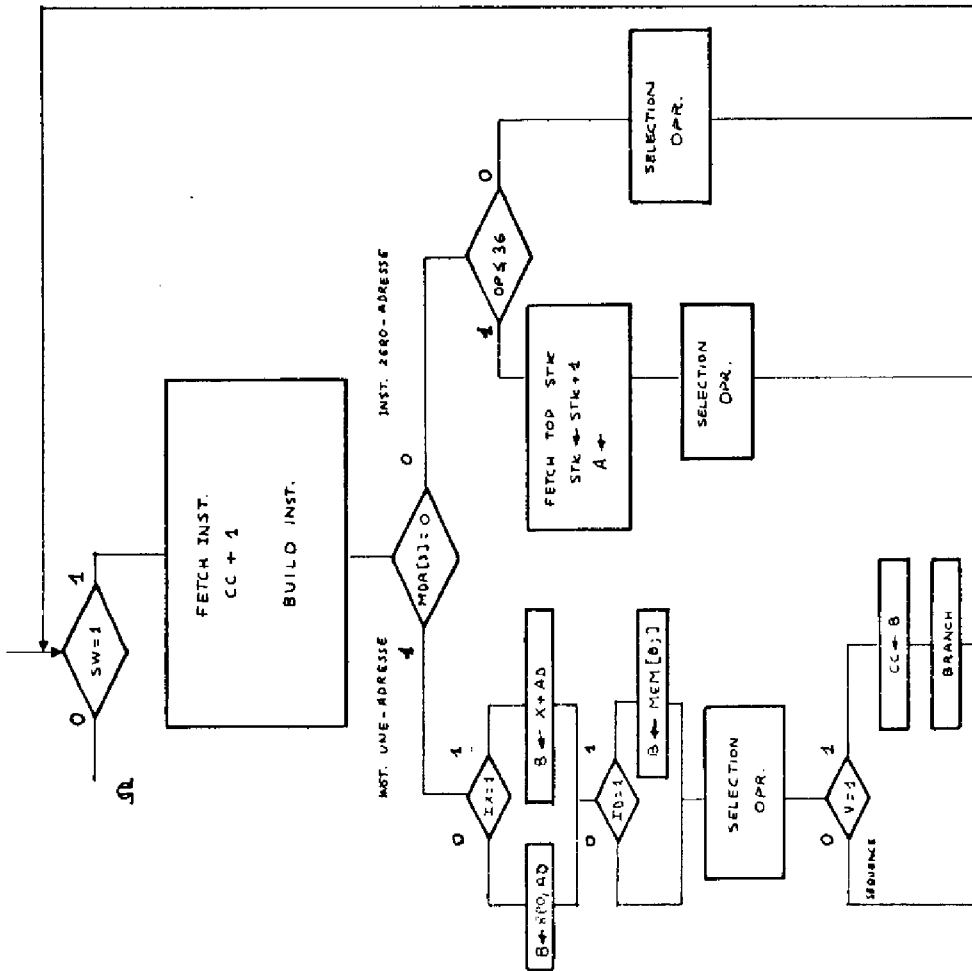 SW=1
0
1
FETCH INST.
CC + 1
BUILD INST.
MDR[3]=0
1
0
INST. UNE-ADRESSE
INST. ZERO-ADRESSE
IX=1
0
1
B ← X+AD
ID=1
0
1
B ← MEM[B;]
SELECTION
OPR.
V=1
0
1
SEQUENCE
CC ← B
BRANCH
OP≤36
1
0
FETCH TOP STK
STK ← STK+1
A ←
SELECTION
OPR.
SELECTION
OPR.